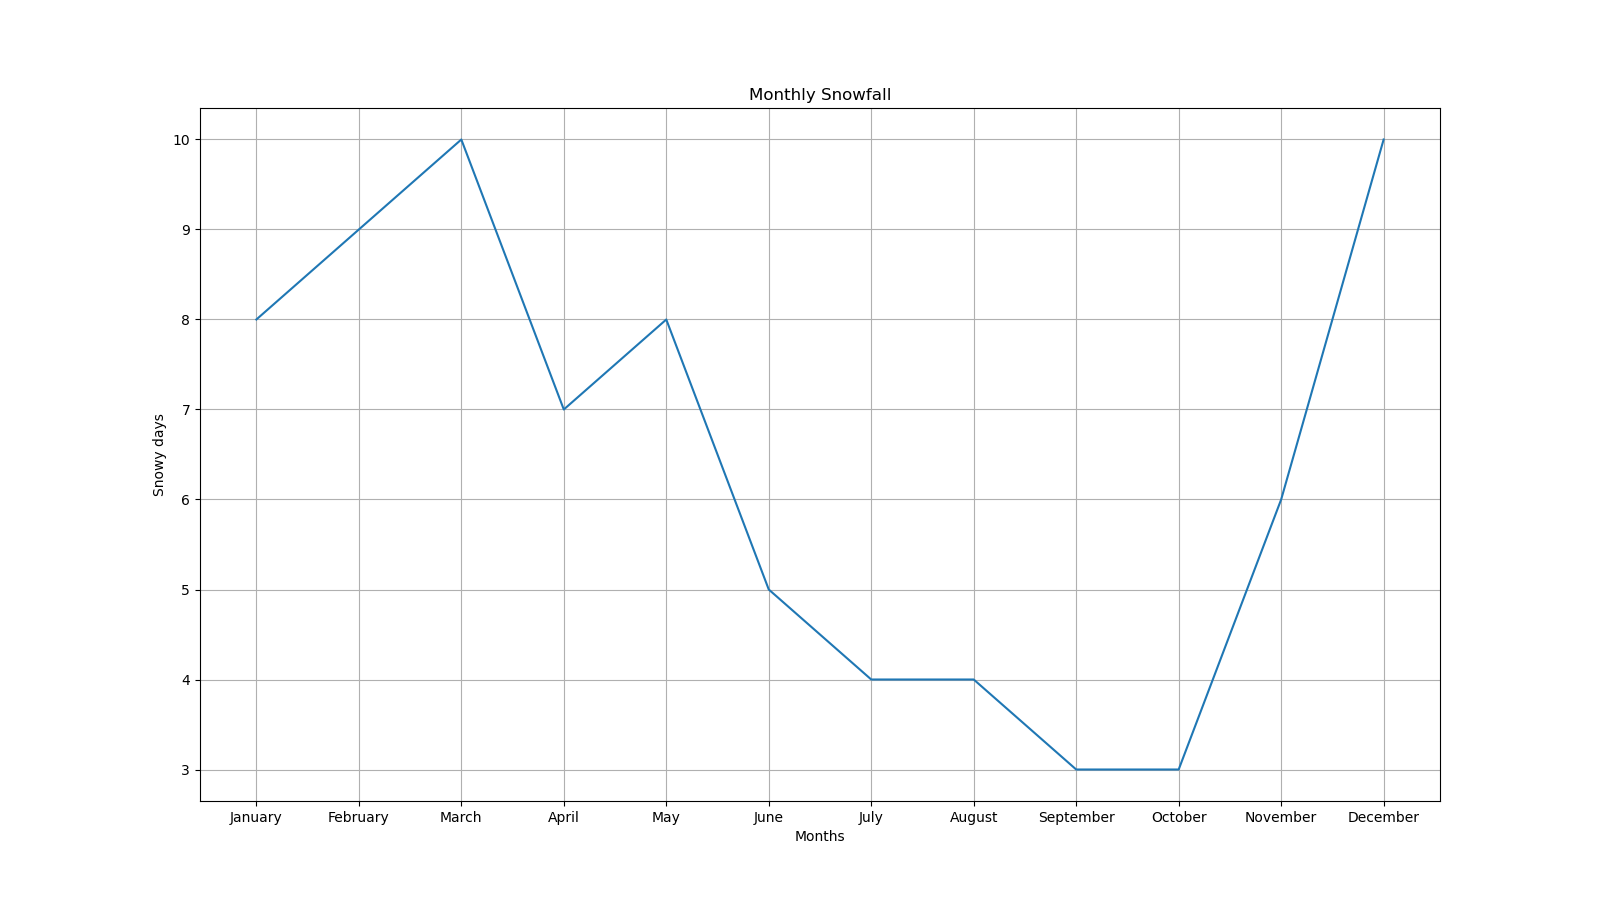 Monthly Snowfall
10
9
8
7
6
5
4
3
Snowy days
January February March April May June July August September October November December
Months